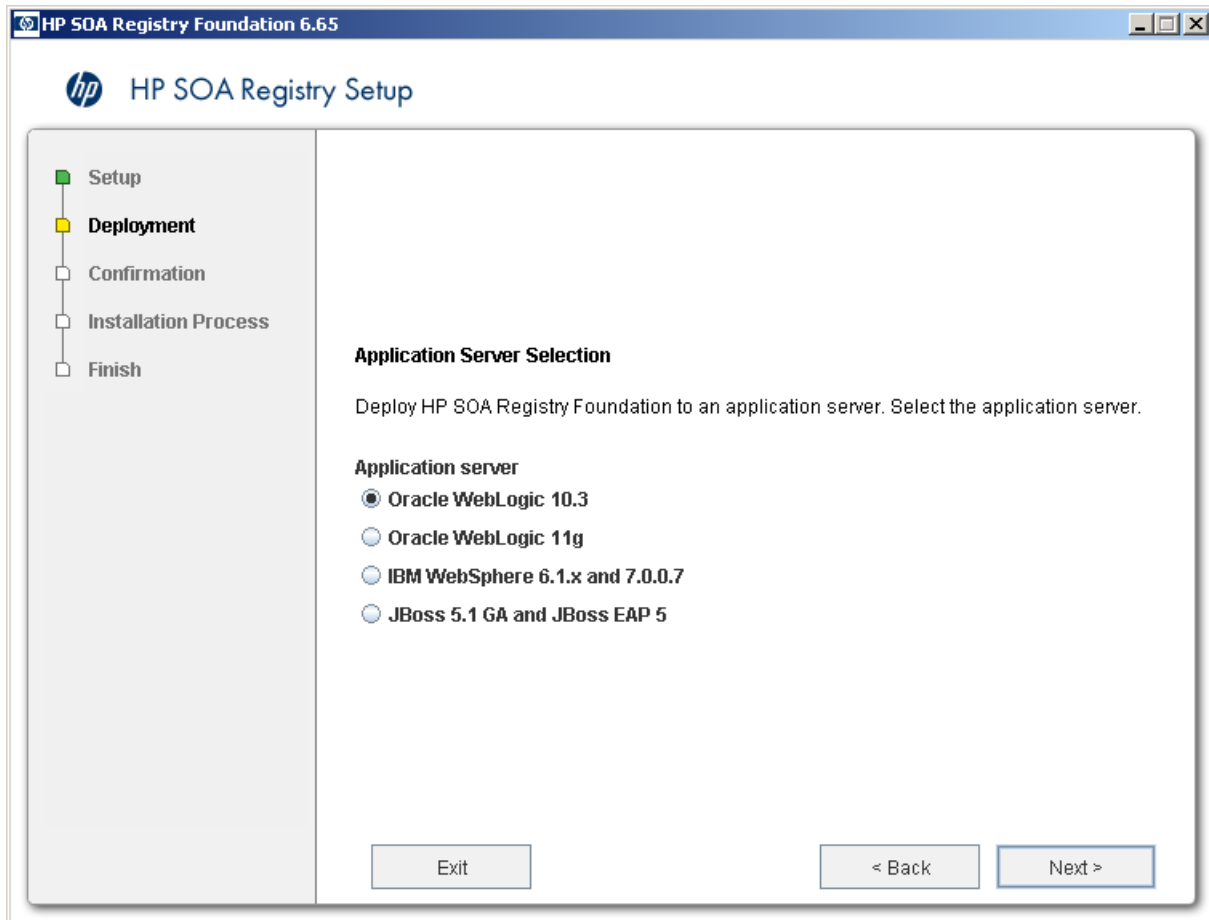 HP SOA Registry Foundation 6.65
hp HP SOA Registry Setup
Setup
Deployment
Confirmation
Installation Process
Finish
Application Server Selection
Deploy HP SOA Registry Foundation to an application server. Select the application server.
Application server
Oracle WebLogic 10.3
Oracle WebLogic 11g
IBM WebSphere 6.1.x and 7.0.0.7
JBoss 5.1 GA and JBoss EAP 5
Exit < Back Next >